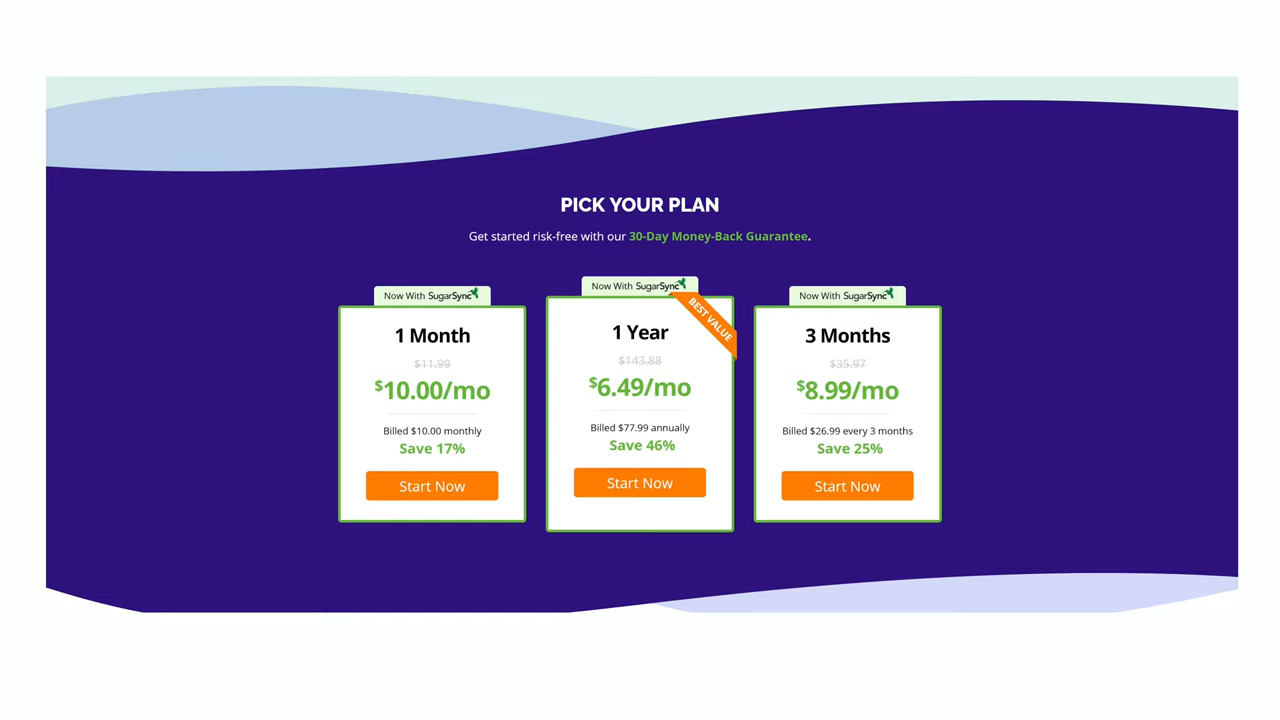 PICK YOUR PLAN
Get started risk-free with our 30-Day Money-Back Guarantee.
Now With SugarSync
1 Month
$11.99
$10.00/mo
Billed $10.00 monthly
Save 17%
Start Now
Now With SugarSync
BEST VALUE
1 Year
$143.88
$6.49/mo
Billed $77.99 annually
Save 46%
Start Now
Now With SugarSync
3 Months
$35.97
$8.99/mo
Billed $26.99 every 3 months
Save 25%
Start Now